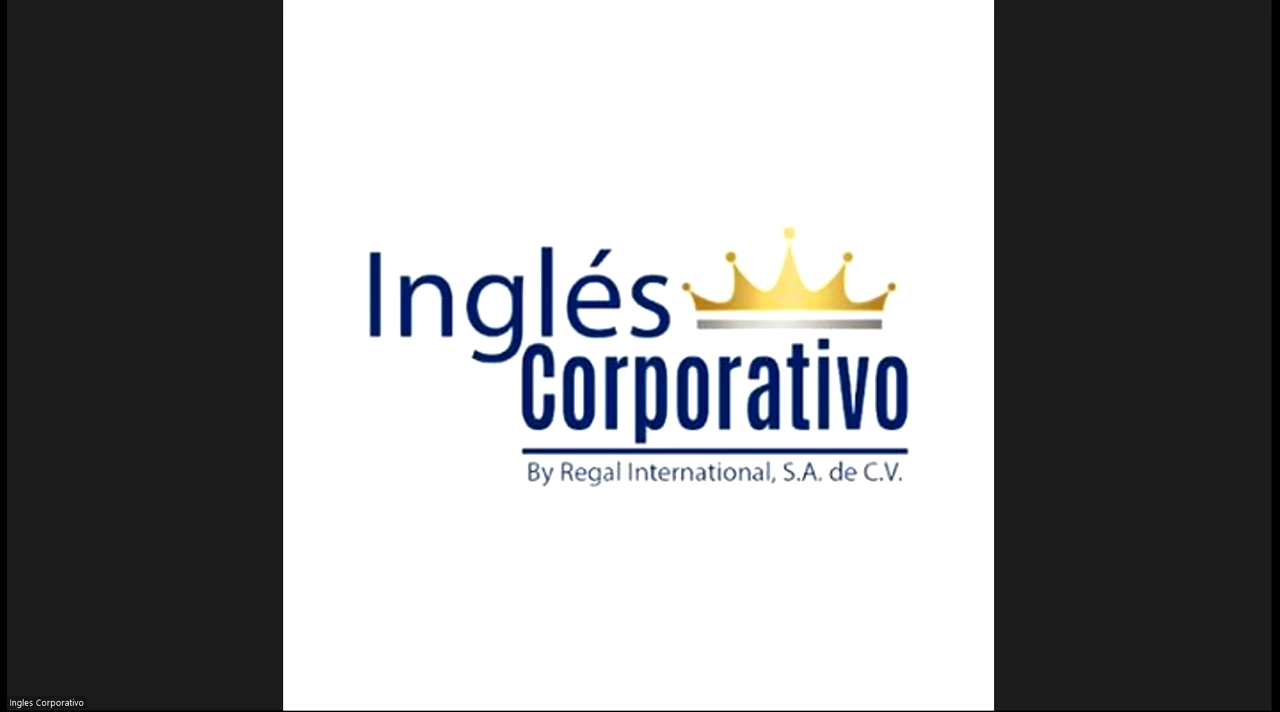 Inglés
Corporativo
By Regal International, S.A. de C.V.
Ingles Corporativo